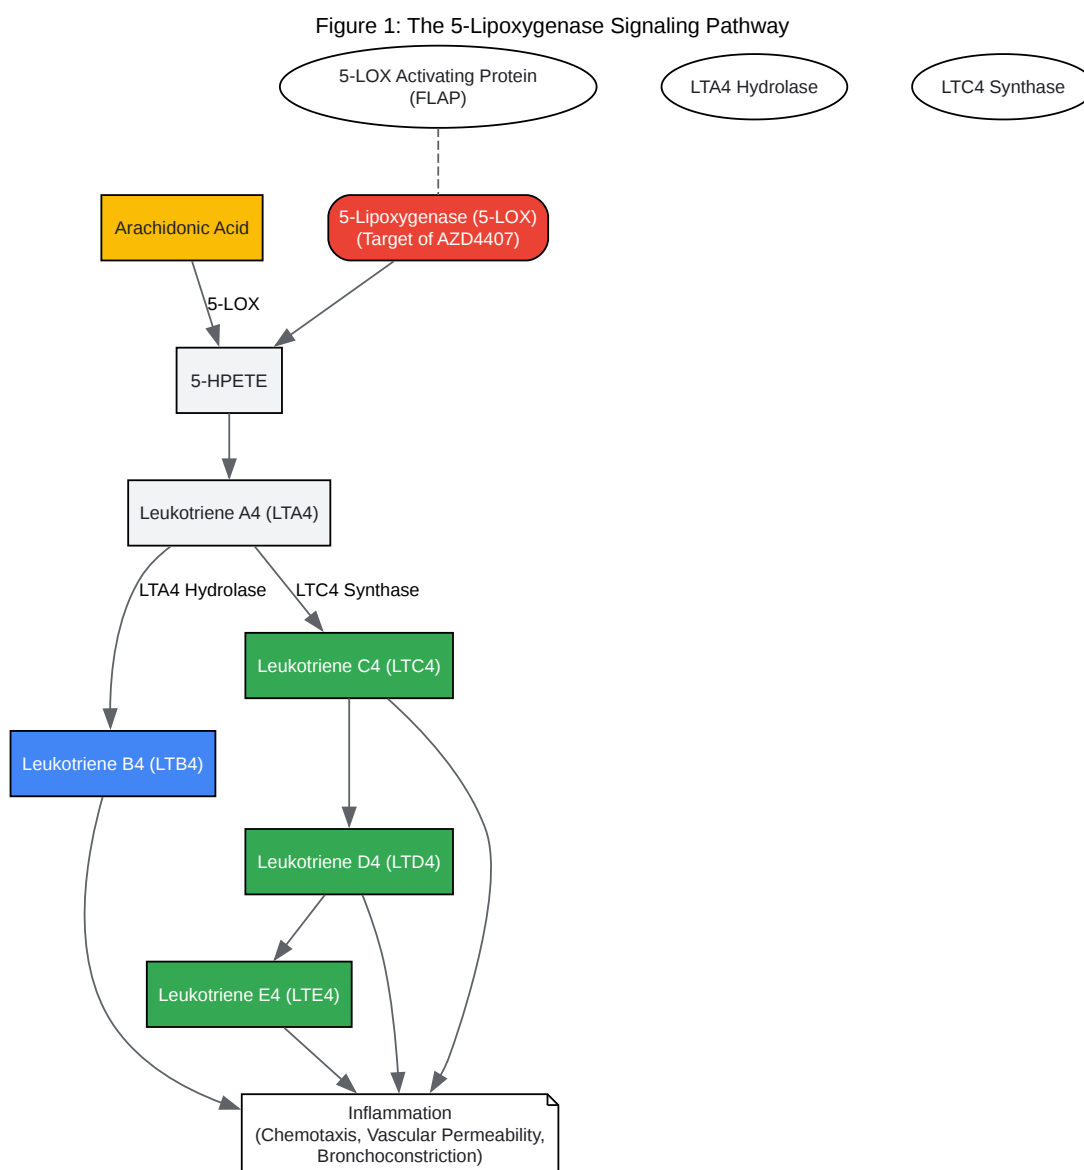 Figure 1: The 5-Lipoxygenase Signaling Pathway
5-LOX Activating Protein
(FLAP)
LTA4 Hydrolase
LTC4 Synthase
Arachidonic Acid
5-Lipoxygenase (5-LOX)
(Target of AZD4407)
5-LOX
5-HPETE
Leukotriene A4 (LTA4)
LTA4 Hydrolase
LTC4 Synthase
Leukotriene C4 (LTC4)
Leukotriene B4 (LTB4)
Leukotriene D4 (LTD4)
Leukotriene E4 (LTE4)
Inflammation
(Chemotaxis, Vascular Permeability,
Bronchoconstriction)